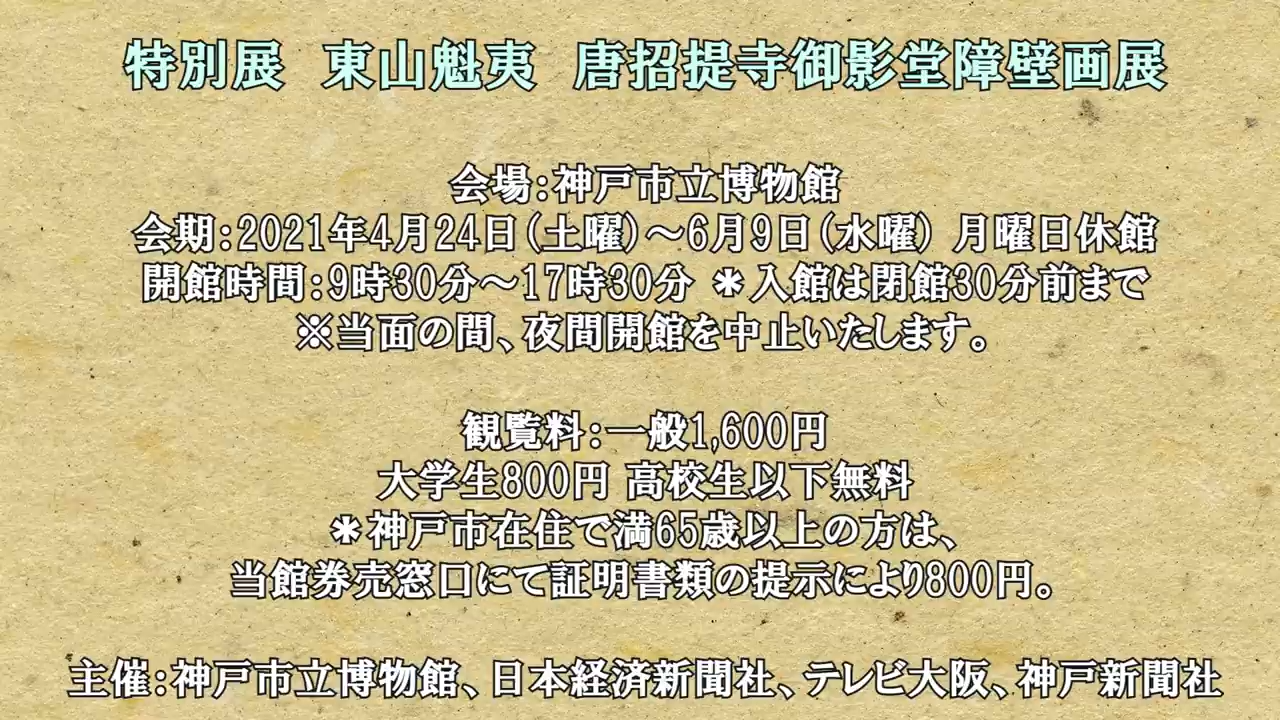 特別展　東山魁夷　唐招提寺御影堂障壁画展
会場：神戸市立博物館
会期：2021年4月24日（土曜）～6月9日（水曜） 月曜日休館
開館時間：9時30分～17時30分 ＊入館は閉館30分前まで
※当面の間、夜間開館を中止いたします。
観覧料：一般1,600円
大学生800円 高校生以下無料
＊神戸市在住で満65歳以上の方は、
当館券売窓口にて証明書類の提示により800円。
主催：神戸市立博物館、日本経済新聞社、テレビ大阪、神戸新聞社